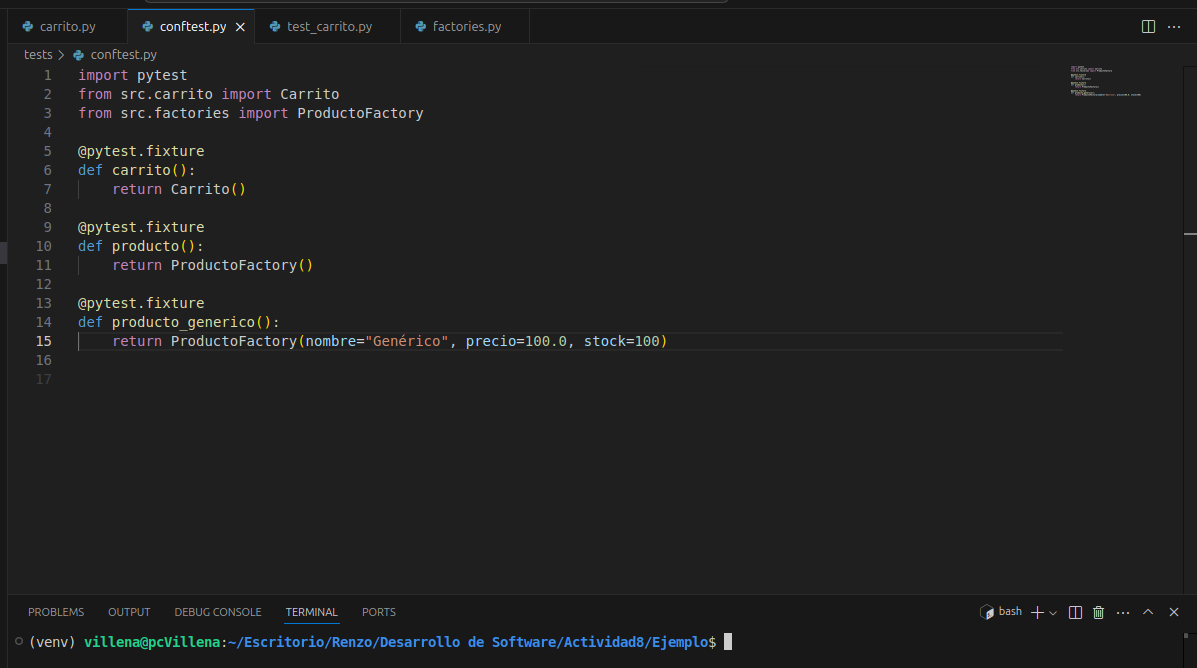 carrito.py conftest.py test_carrito.py factories.py
tests > conftest.py
1 import pytest
2 from src.carrito import Carrito
3 from src.factories import ProductoFactory
4
5 @pytest.fixture
6 def carrito():
7     return Carrito()
8
9 @pytest.fixture
10 def producto():
11     return ProductoFactory()
12
13 @pytest.fixture
14 def producto_generico():
15     return ProductoFactory(nombre="Genérico", precio=100.0, stock=100)
16
17
PROBLEMS OUTPUT DEBUG CONSOLE TERMINAL PORTS bash
(venv) villena@pcVillena:~/Escritorio/Renzo/Desarrollo de Software/Actividad8/Ejemplo$